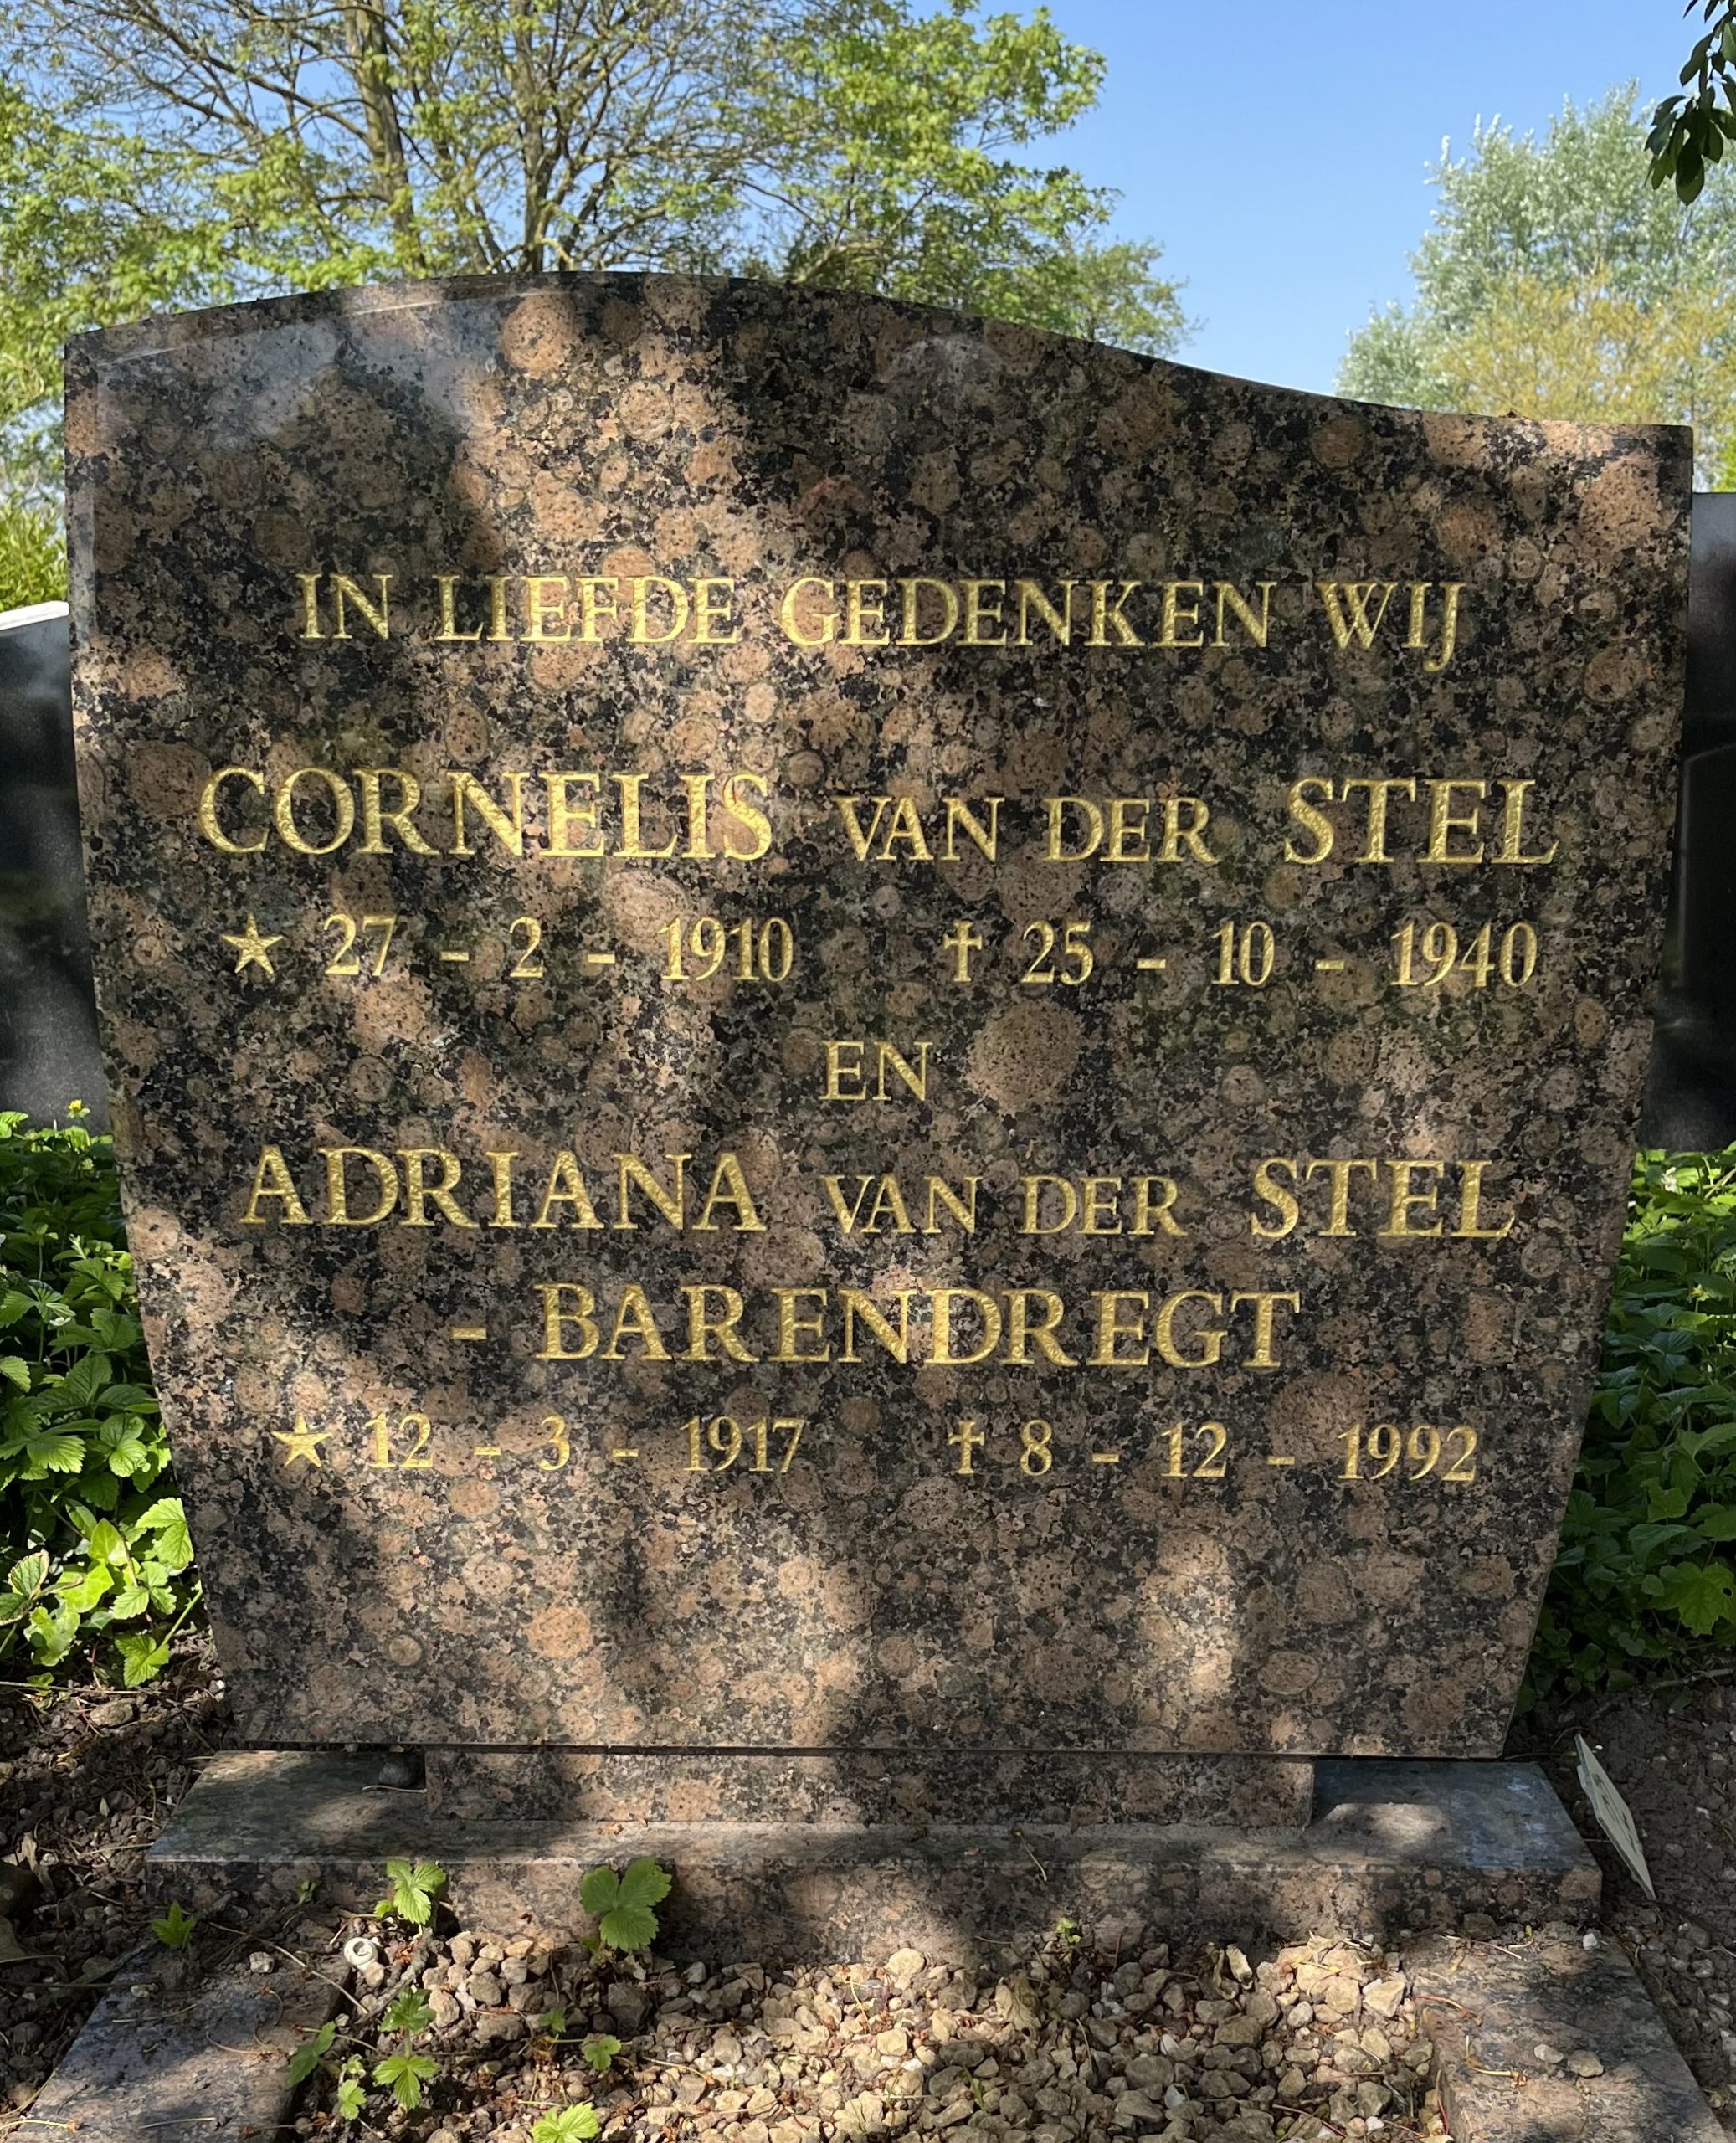 IN LIEFDE GEDENKEN WIJ
CORNELIS VAN DER STEL
★ 27 - 2 - 1910 † 25 - 10 - 1940
EN
ADRIANA VAN DER STEL
- BARENDREGT
★ 12 - 3 - 1917 † 8 - 12 - 1992